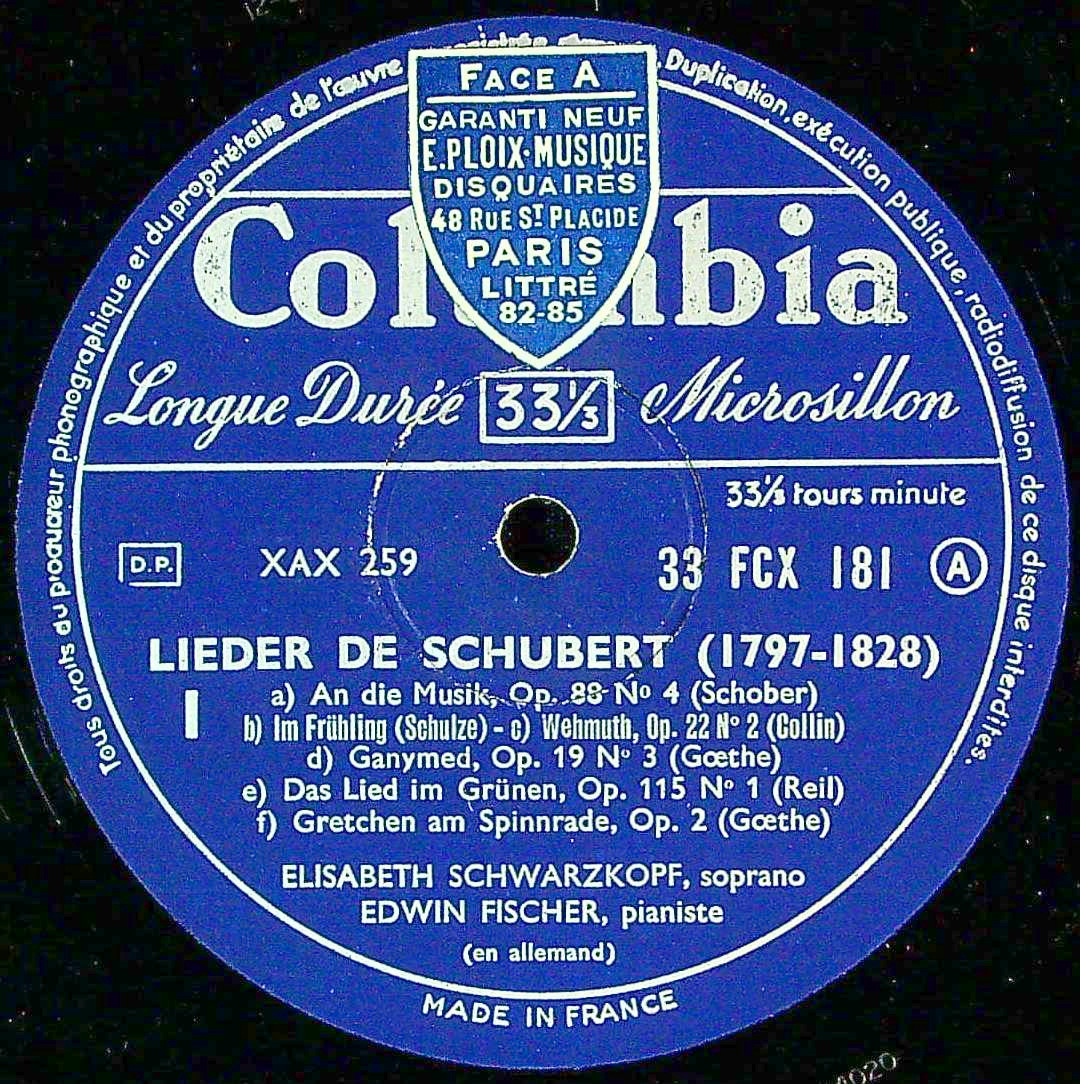 Tous droits du producteur phonographique et du propriétaire de l'œuvre
Duplication, exécution publique, radiodiffusion de ce disque interdites.
FACE A
GARANTI NEUF
E. PLOIX·MUSIQUE
DISQUAIRES
48 RUE ST PLACIDE
PARIS
LITTRÉ
82-85
Longue Durée 33⅓ Microsillon
33⅓ tours minute
D.P. XAX 259 33 FCX 181 A
LIEDER DE SCHUBERT (1797-1828)
I a) An die Musik, Op. 88 No 4 (Schober)
b) Im Frühling (Schulze) - c) Wehmuth, Op. 22 No 2 (Collin)
d) Ganymed, Op. 19 No 3 (Gœthe)
e) Das Lied im Grünen, Op. 115 No 1 (Reil)
f) Gretchen am Spinnrade, Op. 2 (Gœthe)
ELISABETH SCHWARZKOPF, soprano
EDWIN FISCHER, pianiste
(en allemand)
MADE IN FRANCE